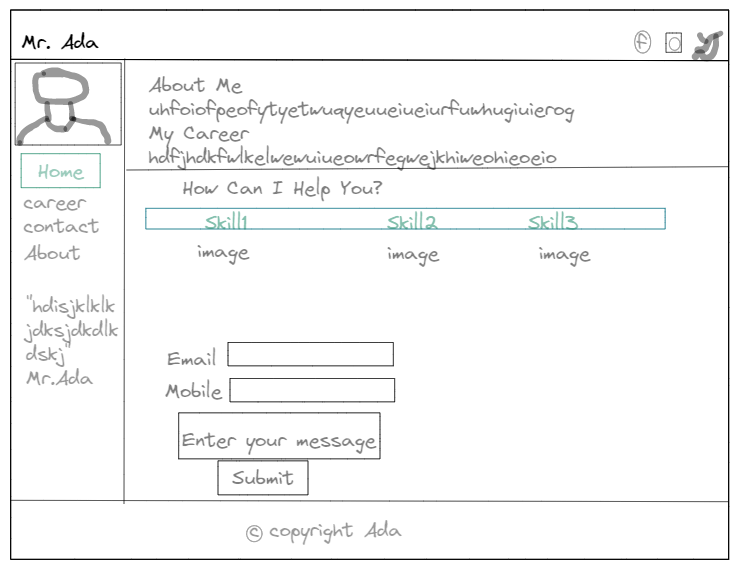 Mr. Ada
About Me
uhfoiofpeofytyetwuqyeuueiueiurfuwhugiuierog
My Career
hdfjhdkfwlkelwewuiueowrfegwejkhiweohieoeio
Home
career
contact
About
"hdisjklklk
jdksjdkdlk
dskj"
Mr.Ada
How Can I Help You?
Skill1 Skill2 Skill3
image image image
Email
Mobile
Enter your message
Submit
© copyright Ada